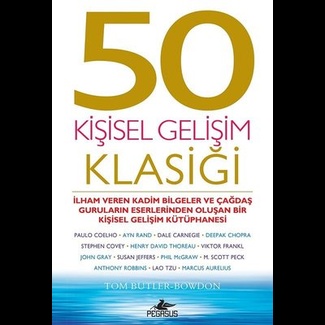 50
KİŞİSEL GELİŞİM
KLASİĞİ
İLHAM VEREN KADİM BİLGELER VE ÇAĞDAŞ
GURULARIN ESERLERİNDEN OLUŞAN BİR
KİŞİSEL GELİŞİM KÜTÜPHANESİ
PAULO COELHO • AYN RAND • DALE CARNEGIE • DEEPAK CHOPRA
STEPHEN COVEY • HENRY DAVID THOREAU • VIKTOR FRANKL
JOHN GRAY • SUSAN JEFFERS • PHIL McGRAW • M. SCOTT PECK
ANTHONY ROBBINS • LAO TZU • MARCUS AURELIUS
TOM BUTLER-BOWDON
PEGASUS